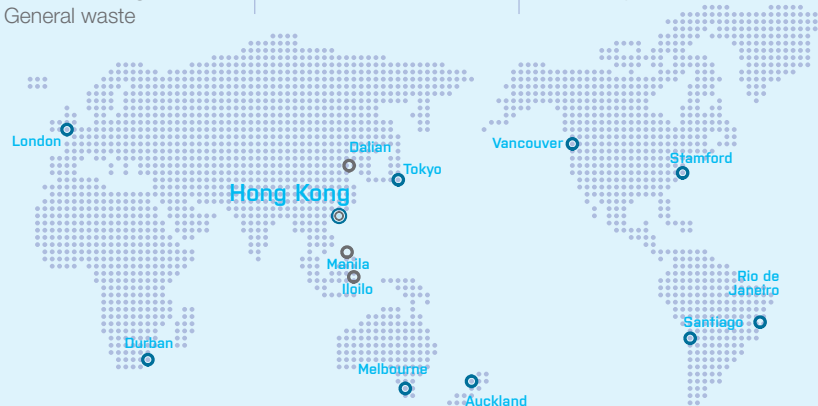 General waste
London
Dalian
Vancouver
Stamford
Tokyo
Hong Kong
Manila
Iloilo
Rio de
Janeiro
Santiago
Durban
Melbourne
Auckland